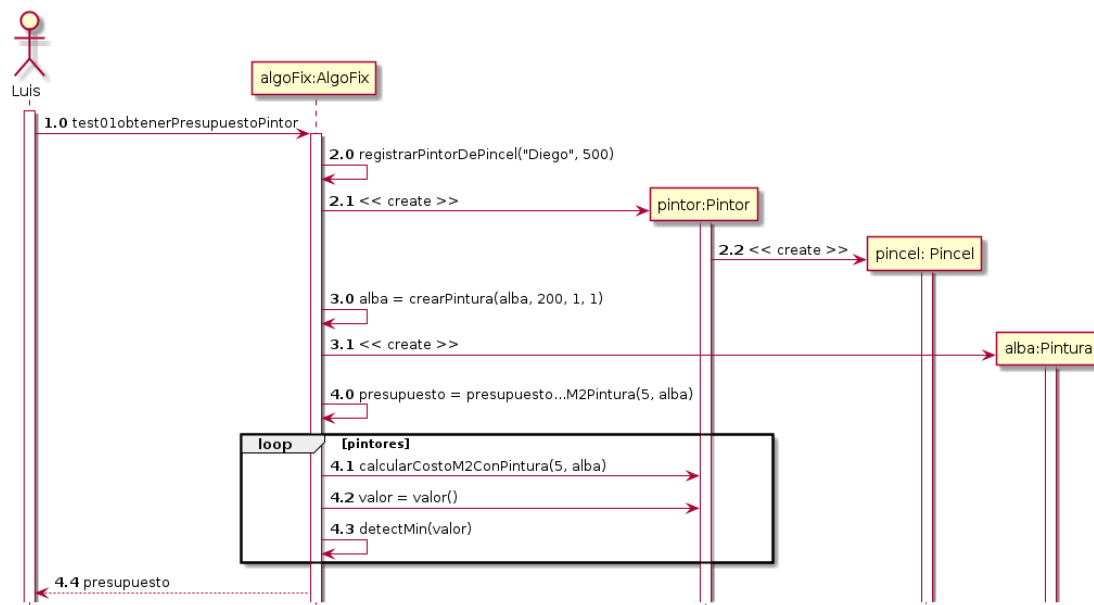 Luis
algoFix:AlgoFix
1.0 test01obtenerPresupuestoPintor
2.0 registrarPintorDePincel("Diego", 500)
2.1 << create >>
pintor:Pintor
2.2 << create >>
pincel: Pincel
3.0 alba = crearPintura(alba, 200, 1, 1)
3.1 << create >>
alba:Pintura
4.0 presupuesto = presupuesto...M2Pintura(5, alba)
loop [pintores]
4.1 calcularCostoM2ConPintura(5, alba)
4.2 valor = valor()
4.3 detectMin(valor)
4.4 presupuesto